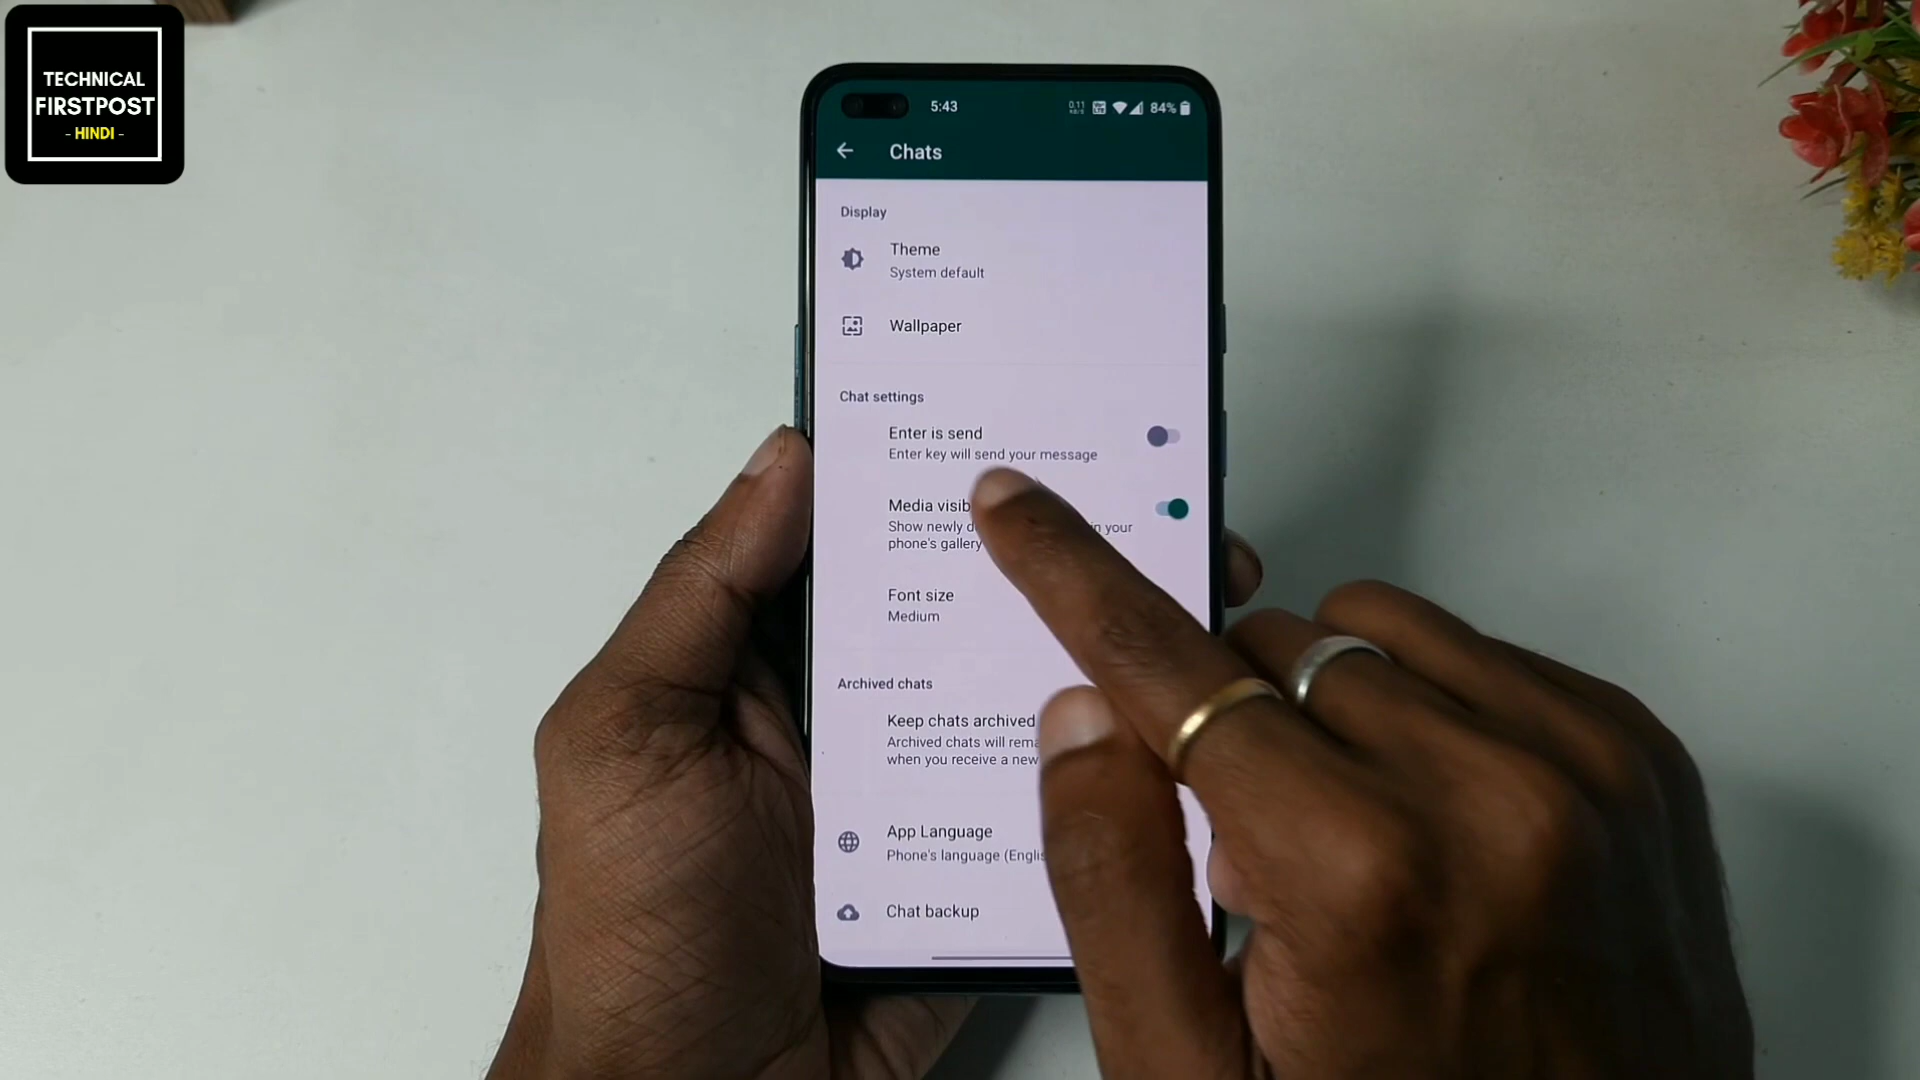 TECHNICAL
FIRSTPOST
- HINDI -
5:43
84%
Chats
Display
Theme
System default
Wallpaper
Chat settings
Enter is send
Enter key will send your message
Media visib
Show newly d in your
phone's gallery
Font size
Medium
Archived chats
Keep chats archived
Archived chats will rema
when you receive a new
App Language
Phone's language (Englis
Chat backup